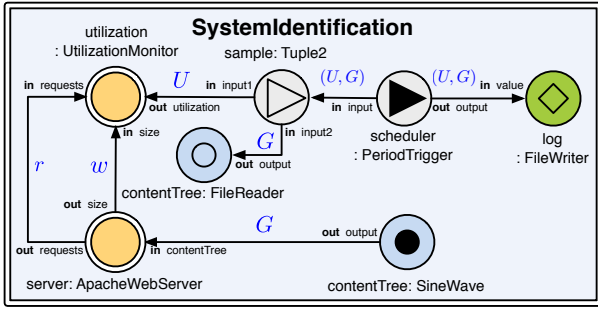 SystemIdentification
utilization
: UtilizationMonitor
sample: Tuple2
in requests
U
in input1
out utilization
(U, G)
in input
(U, G)
out output
in value
in size
in input2
G
out output
scheduler
: PeriodTrigger
log
: FileWriter
contentTree: FileReader
r
w
out size
G
out output
out requests
in contentTree
server: ApacheWebServer
contentTree: SineWave